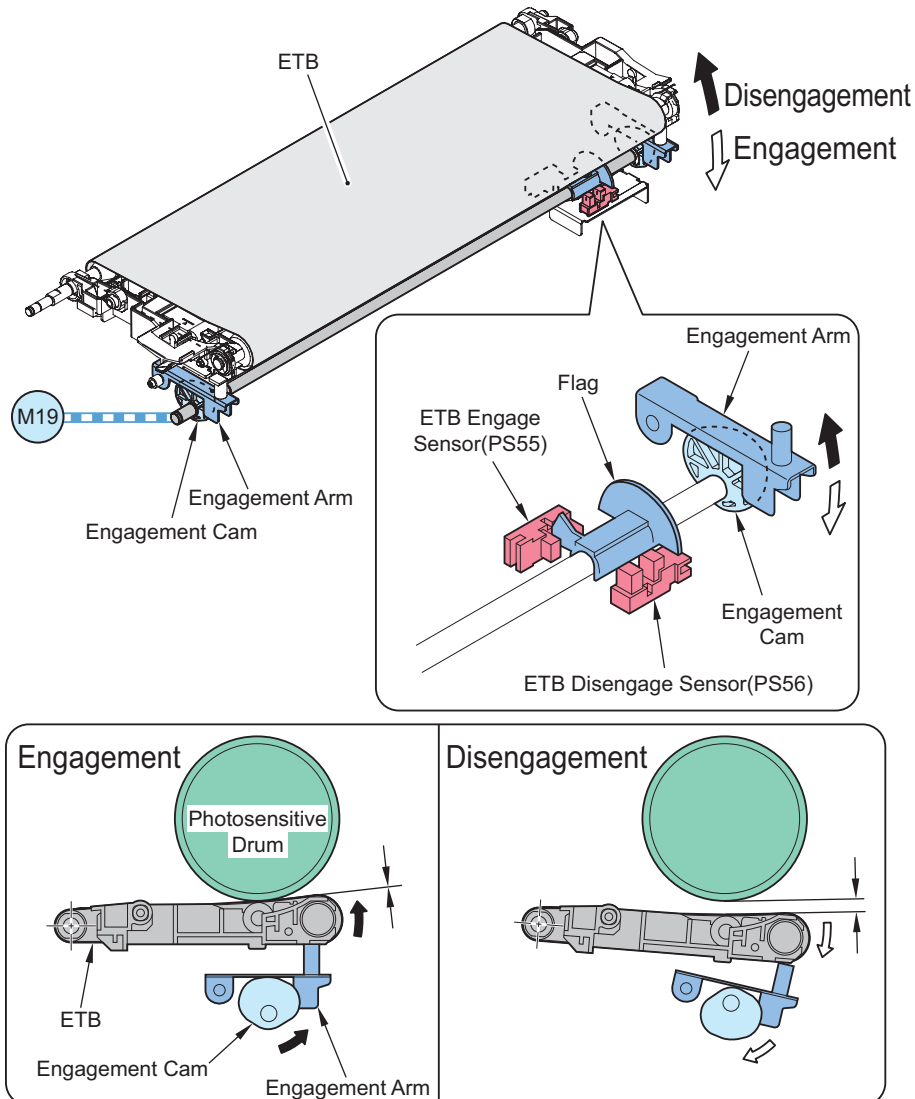 ETB
Disengagement
Engagement
M19
Engagement Arm
Engagement Cam
Engagement Arm
Flag
ETB Engage
Sensor(PS55)
Engagement
Cam
ETB Disengage Sensor(PS56)
Engagement
Photosensitive
Drum
ETB
Engagement Cam
Engagement Arm
Disengagement